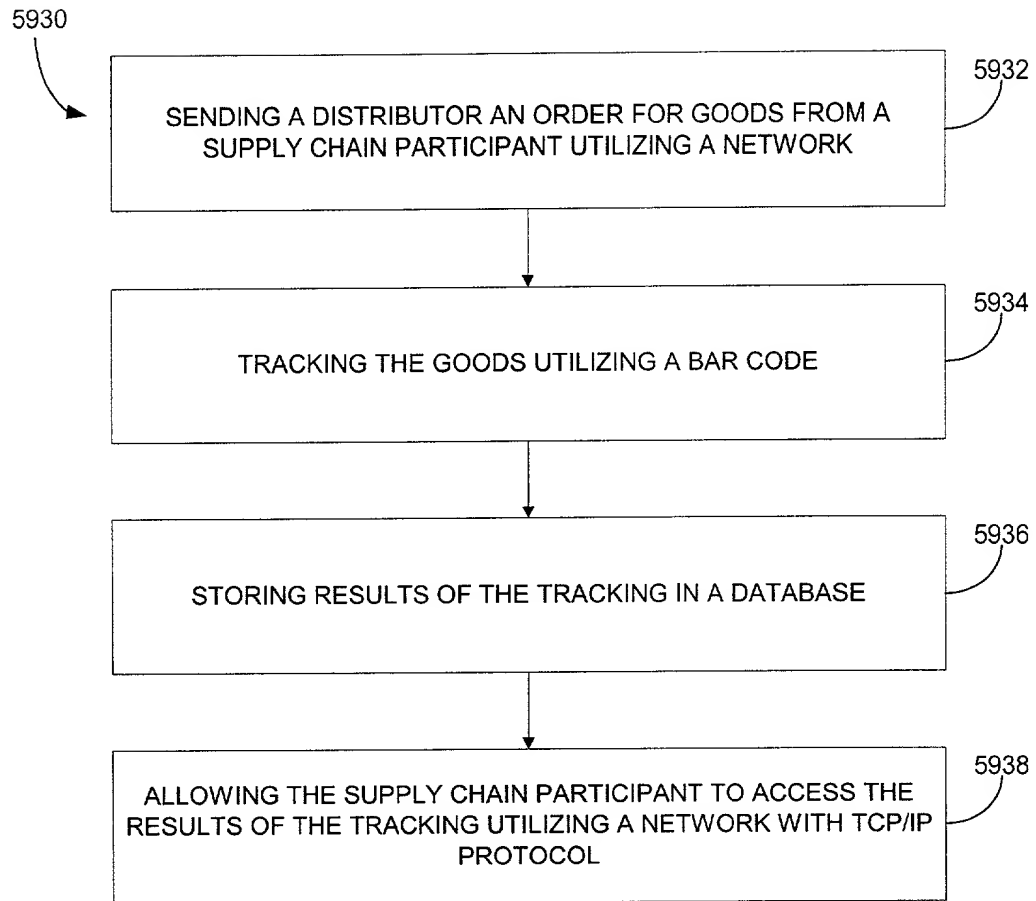 5930
5932
SENDING A DISTRIBUTOR AN ORDER FOR GOODS FROM A
SUPPLY CHAIN PARTICIPANT UTILIZING A NETWORK
5934
TRACKING THE GOODS UTILIZING A BAR CODE
5936
STORING RESULTS OF THE TRACKING IN A DATABASE
5938
ALLOWING THE SUPPLY CHAIN PARTICIPANT TO ACCESS THE
RESULTS OF THE TRACKING UTILIZING A NETWORK WITH TCP/IP
PROTOCOL